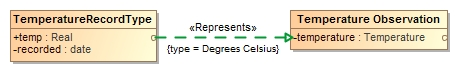 TemperatureRecordType
+temp : Real
-recorded : date
«Represents»
{type = Degrees Celsius}
Temperature Observation
-temperature : Temperature